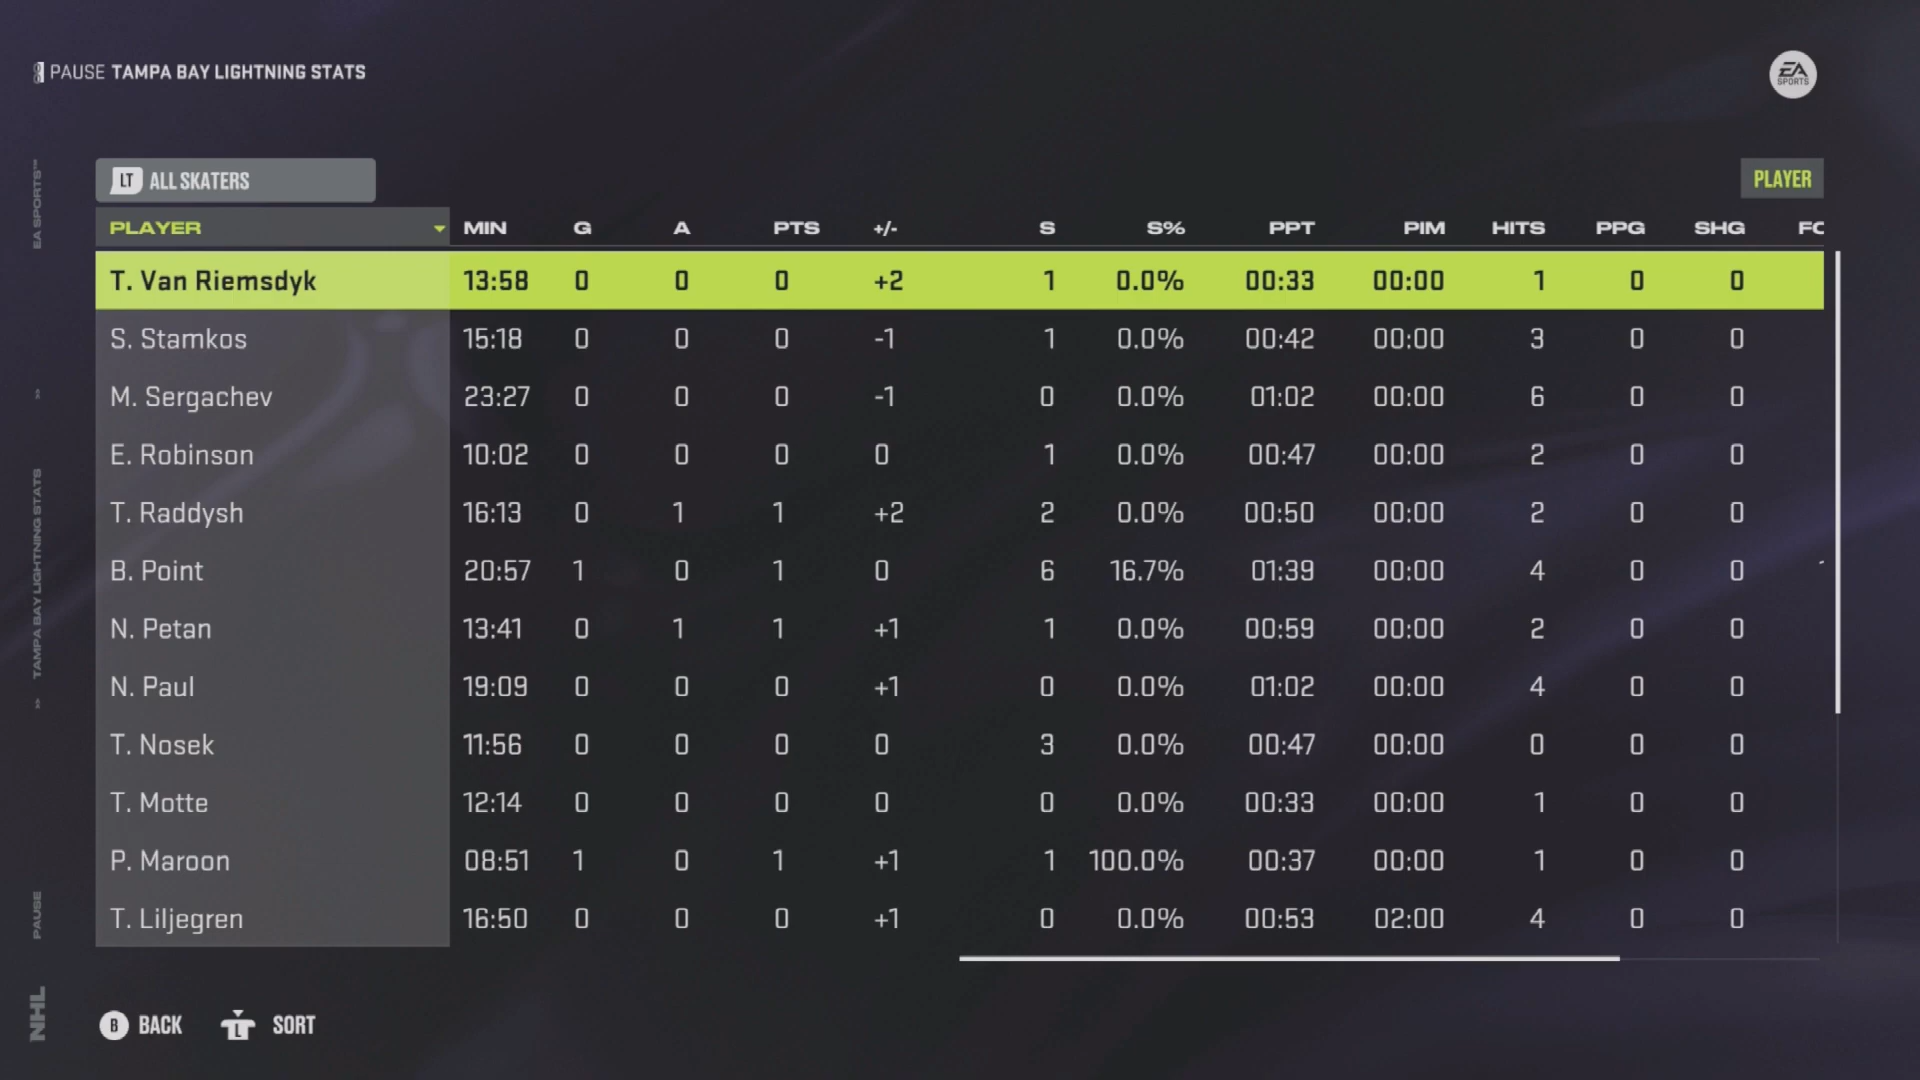 PAUSE TAMPA BAY LIGHTNING STATS
EA SPORTS
LT ALL SKATERS
PLAYER
PLAYER MIN G A PTS +/- S S% PPT PIM HITS PPG SHG FO
T. Van Riemsdyk 13:58 0 0 0 +2 1 0.0% 00:33 00:00 1 0 0
S. Stamkos 15:18 0 0 0 -1 1 0.0% 00:42 00:00 3 0 0
M. Sergachev 23:27 0 0 0 -1 0 0.0% 01:02 00:00 6 0 0
E. Robinson 10:02 0 0 0 0 1 0.0% 00:47 00:00 2 0 0
T. Raddysh 16:13 0 1 1 +2 2 0.0% 00:50 00:00 2 0 0
B. Point 20:57 1 0 1 0 6 16.7% 01:39 00:00 4 0 0
N. Petan 13:41 0 1 1 +1 1 0.0% 00:59 00:00 2 0 0
N. Paul 19:09 0 0 0 +1 0 0.0% 01:02 00:00 4 0 0
T. Nosek 11:56 0 0 0 0 3 0.0% 00:47 00:00 0 0 0
T. Motte 12:14 0 0 0 0 0 0.0% 00:33 00:00 1 0 0
P. Maroon 08:51 1 0 1 +1 1 100.0% 00:37 00:00 1 0 0
T. Liljegren 16:50 0 0 0 +1 0 0.0% 00:53 02:00 4 0 0
B BACK L SORT
NHL PAUSE » TAMPA BAY LIGHTNING STATS » EA SPORTS™